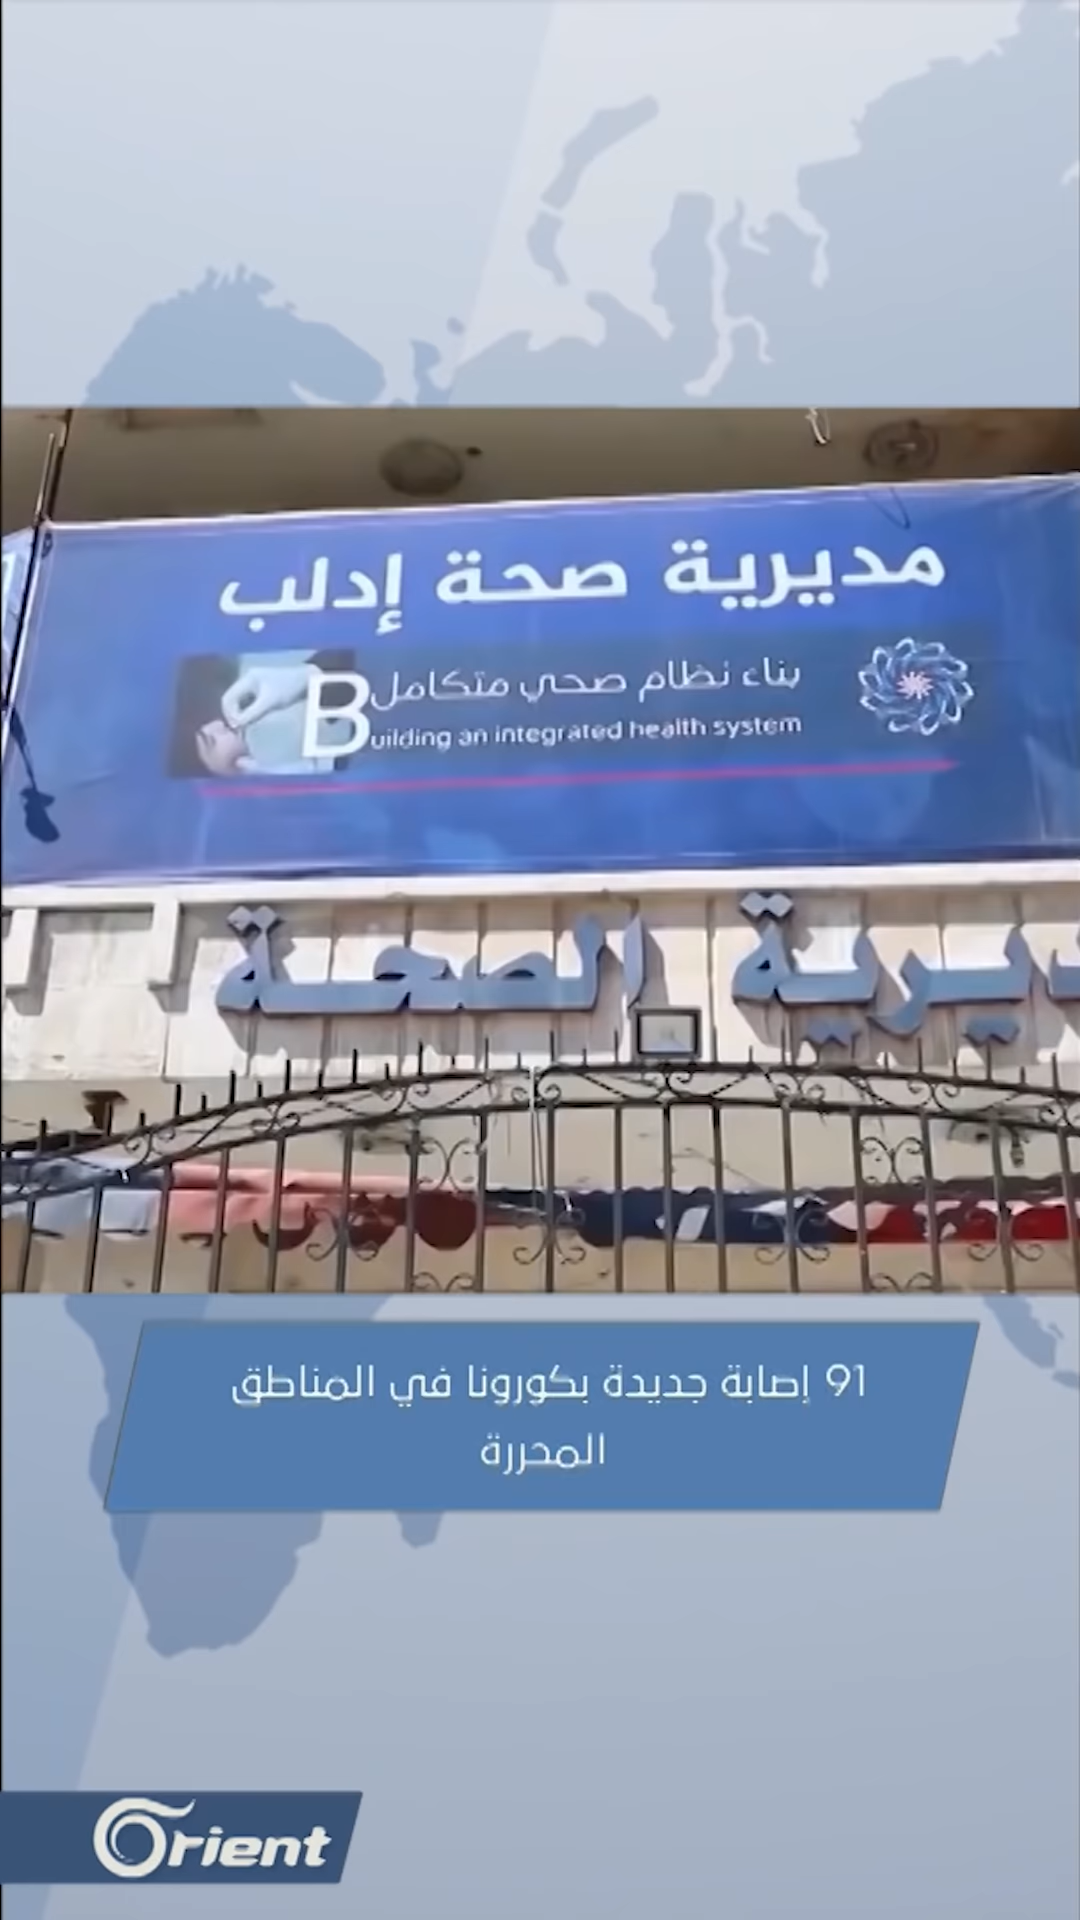 مديرية صحة إدلب
بناء نظام صحي متكامل
Building an integrated health system
الصحة
91 إصابة جديدة بكورونا في المناطق
المحررة
Orient